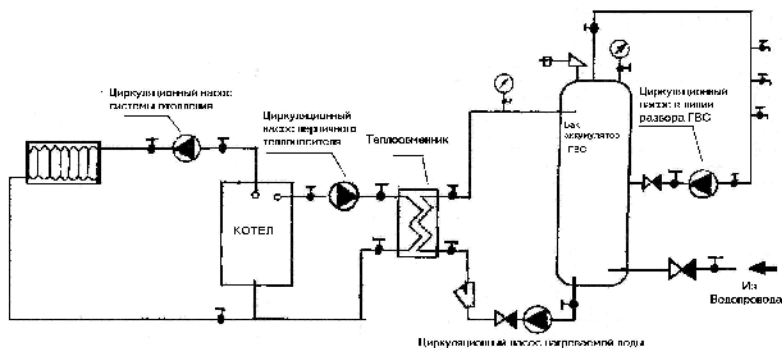 Циркуляционный насос
системы отопления
Циркуляционный
насос первичного
теплоносителя
Теплообменник
КОТЕЛ
Бак
аккумулятор
ГВС
Циркуляционный
насос в линии
разбора ГВС
Из
Водопровода
Циркуляционный насос нагреваемой воды